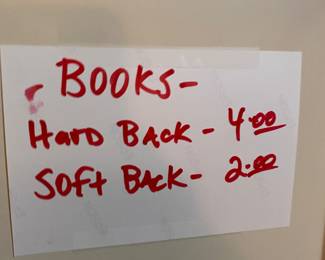 BOOKS-
HARD BACK - 4.00
SOFT BACK - 2.00